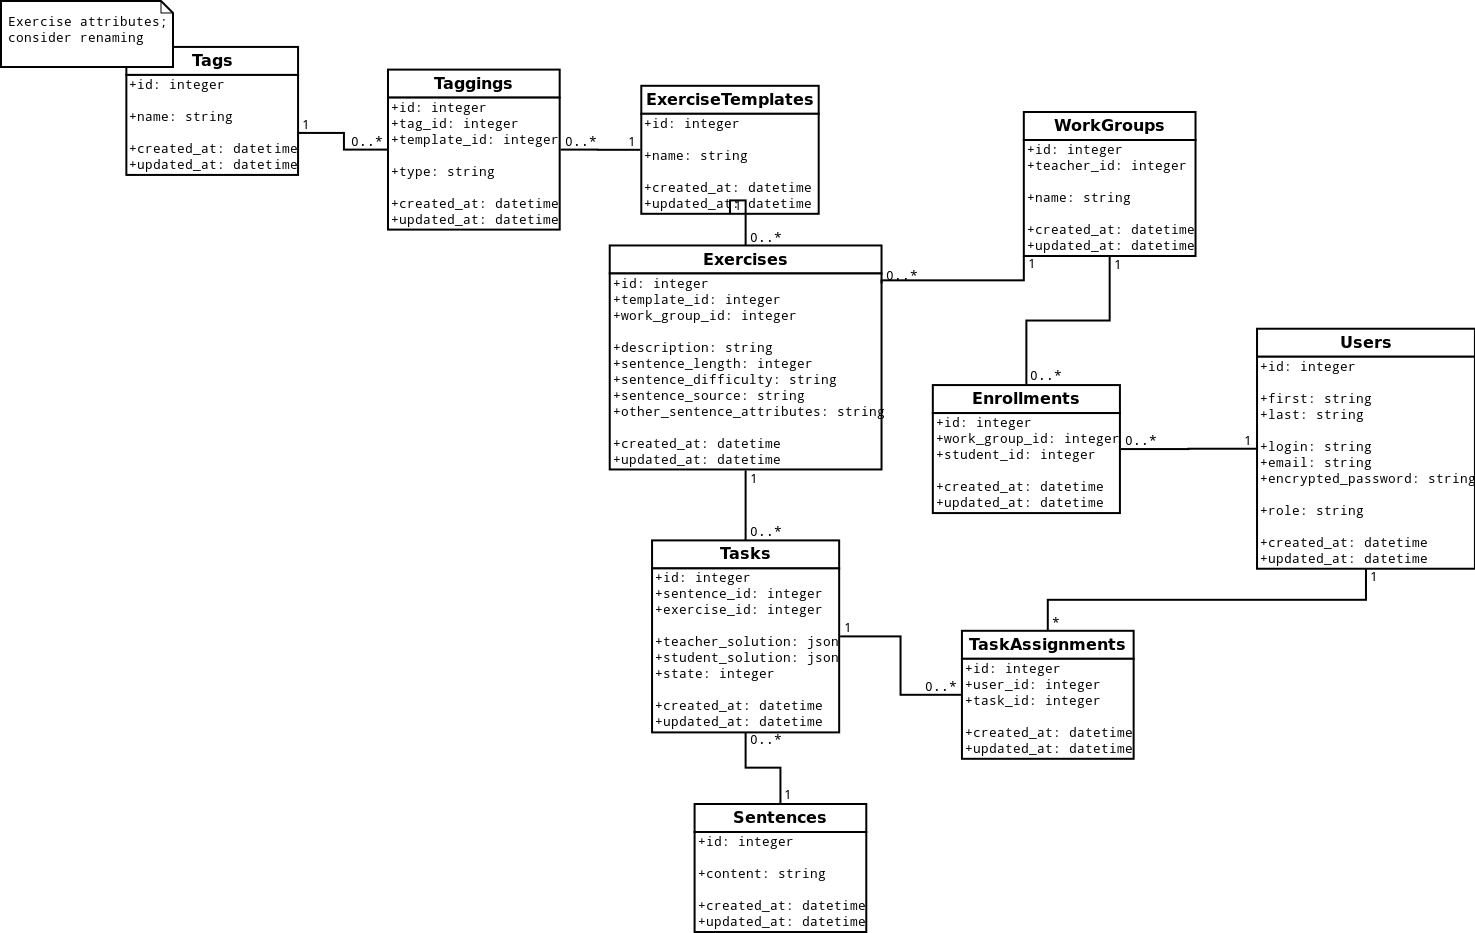 Exercise attributes;
consider renaming
Tags
+id: integer
+name: string
+created_at: datetime
+updated_at: datetime
1
0..*
Taggings
+id: integer
+tag_id: integer
+template_id: integer
+type: string
+created_at: datetime
+updated_at: datetime
0..*
1
ExerciseTemplates
+id: integer
+name: string
+created_at: datetime
+updated_at: datetime
1
0..*
Exercises
+id: integer
+template_id: integer
+work_group_id: integer
+description: string
+sentence_length: integer
+sentence_difficulty: string
+sentence_source: string
+other_sentence_attributes: string
+created_at: datetime
+updated_at: datetime
0..*
1
WorkGroups
+id: integer
+teacher_id: integer
+name: string
+created_at: datetime
+updated_at: datetime
1
0..*
Enrollments
+id: integer
+work_group_id: integer
+student_id: integer
+created_at: datetime
+updated_at: datetime
0..*
1
Users
+id: integer
+first: string
+last: string
+login: string
+email: string
+encrypted_password: string
+role: string
+created_at: datetime
+updated_at: datetime
1
*
1
0..*
Tasks
+id: integer
+sentence_id: integer
+exercise_id: integer
+teacher_solution: json
+student_solution: json
+state: integer
+created_at: datetime
+updated_at: datetime
1
0..*
TaskAssignments
+id: integer
+user_id: integer
+task_id: integer
+created_at: datetime
+updated_at: datetime
0..*
1
Sentences
+id: integer
+content: string
+created_at: datetime
+updated_at: datetime